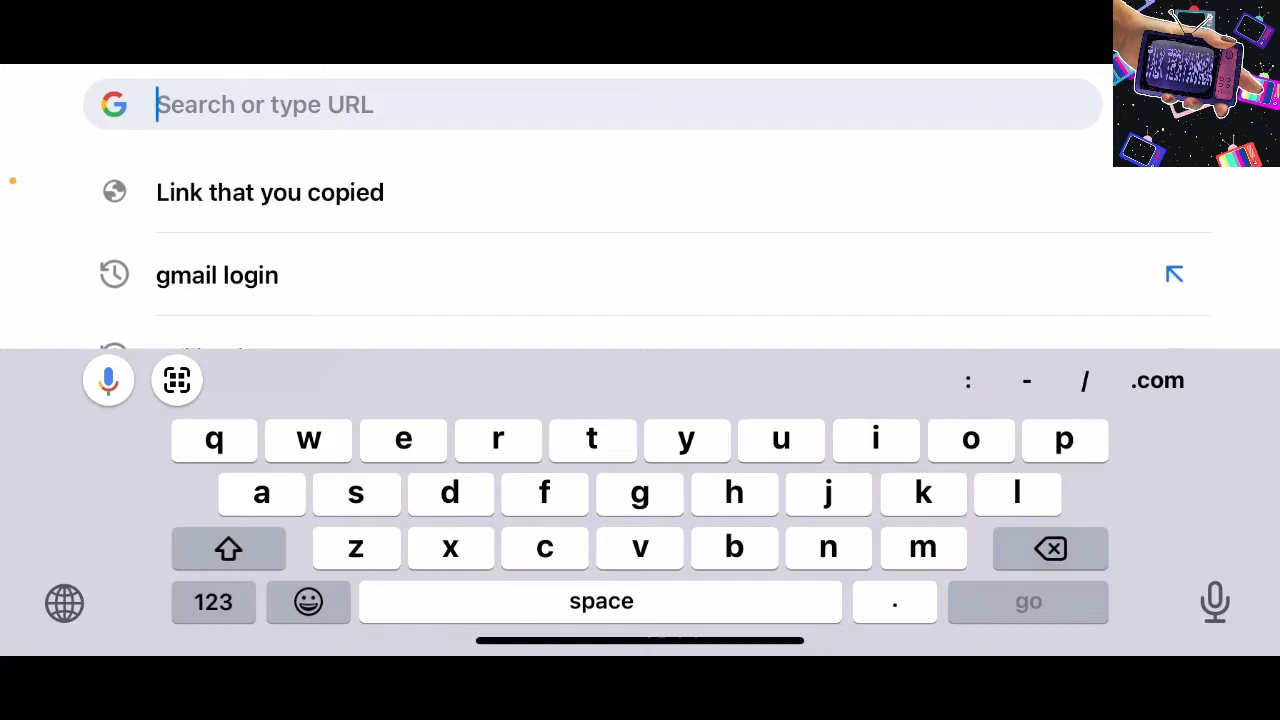 Search or type URL
Link that you copied
gmail login
: - / .com
q w e r t y u i o p
a s d f g h j k l
z x c v b n m
123 space . go